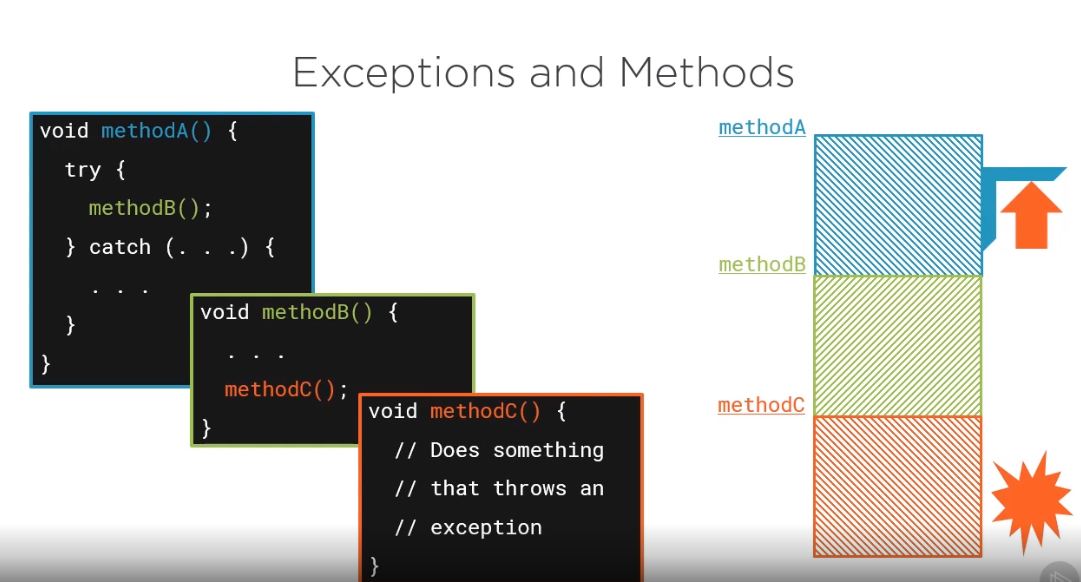 Exceptions and Methods
void methodA() {
try {
methodB();
} catch (. . .) {
. . .
}
}
void methodB() {
. . .
methodC();
}
void methodC() {
// Does something
// that throws an
// exception
}
methodA
methodB
methodC